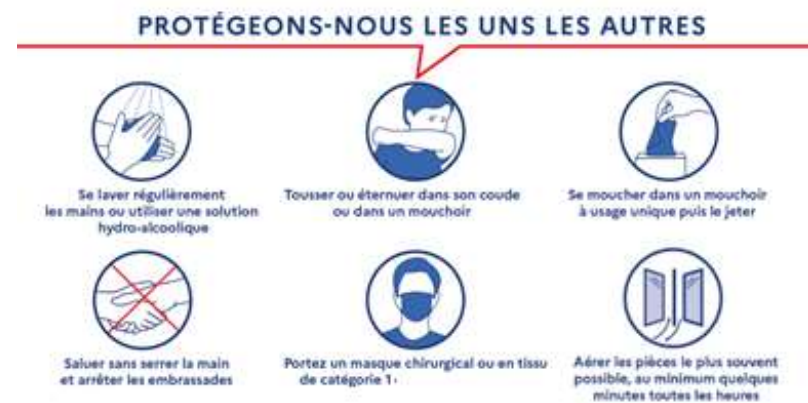 PROTÉGEONS-NOUS LES UNS LES AUTRES
Se laver régulièrement
les mains ou utiliser une solution
hydro-alcoolique
Tousser ou éternuer dans son coude
ou dans un mouchoir
Se moucher dans un mouchoir
à usage unique puis le jeter
Saluer sans serrer la main
et arrêter les embrassades
Portez un masque chirurgical ou en tissu
de catégorie 1.
Aérer les pièces le plus souvent
possible, au minimum quelques
minutes toutes les heures